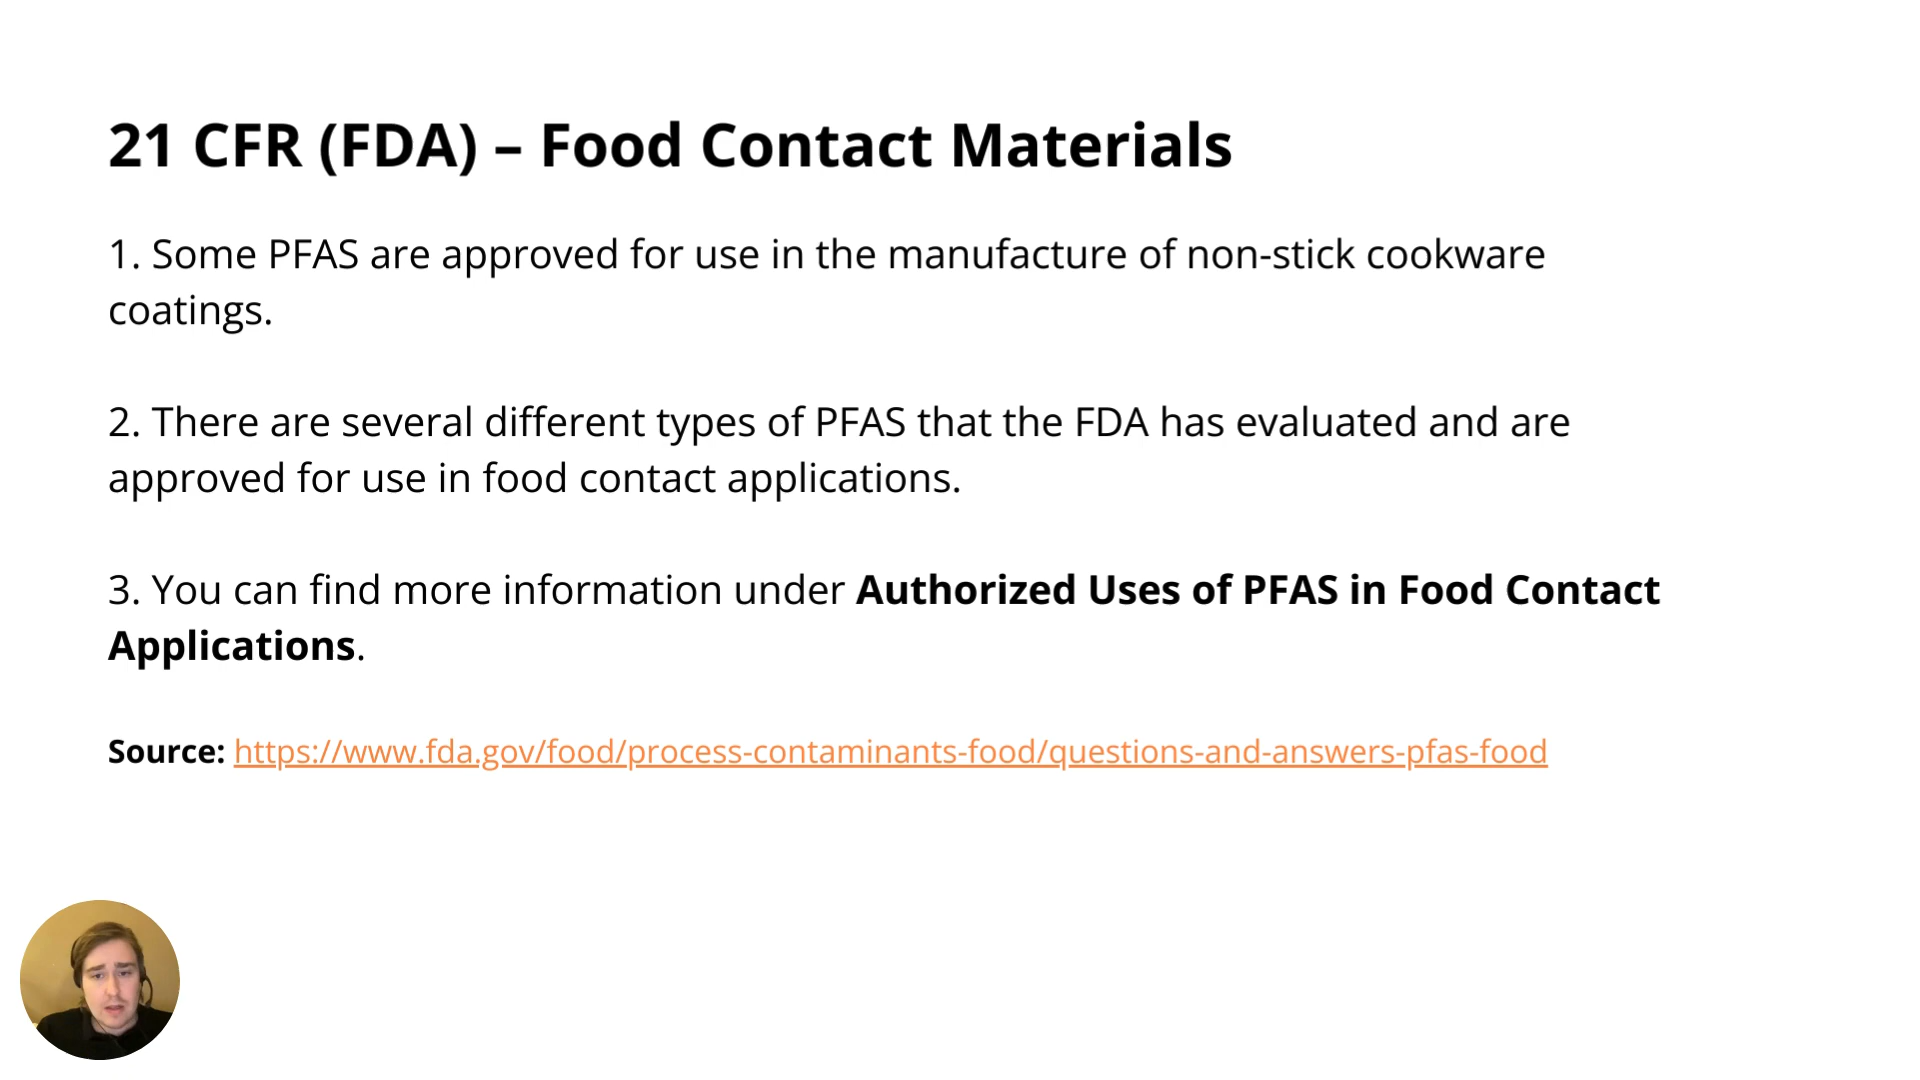 21 CFR (FDA) – Food Contact Materials
1. Some PFAS are approved for use in the manufacture of non-stick cookware
coatings.
2. There are several different types of PFAS that the FDA has evaluated and are
approved for use in food contact applications.
3. You can find more information under Authorized Uses of PFAS in Food Contact
Applications.
Source: https://www.fda.gov/food/process-contaminants-food/questions-and-answers-pfas-food